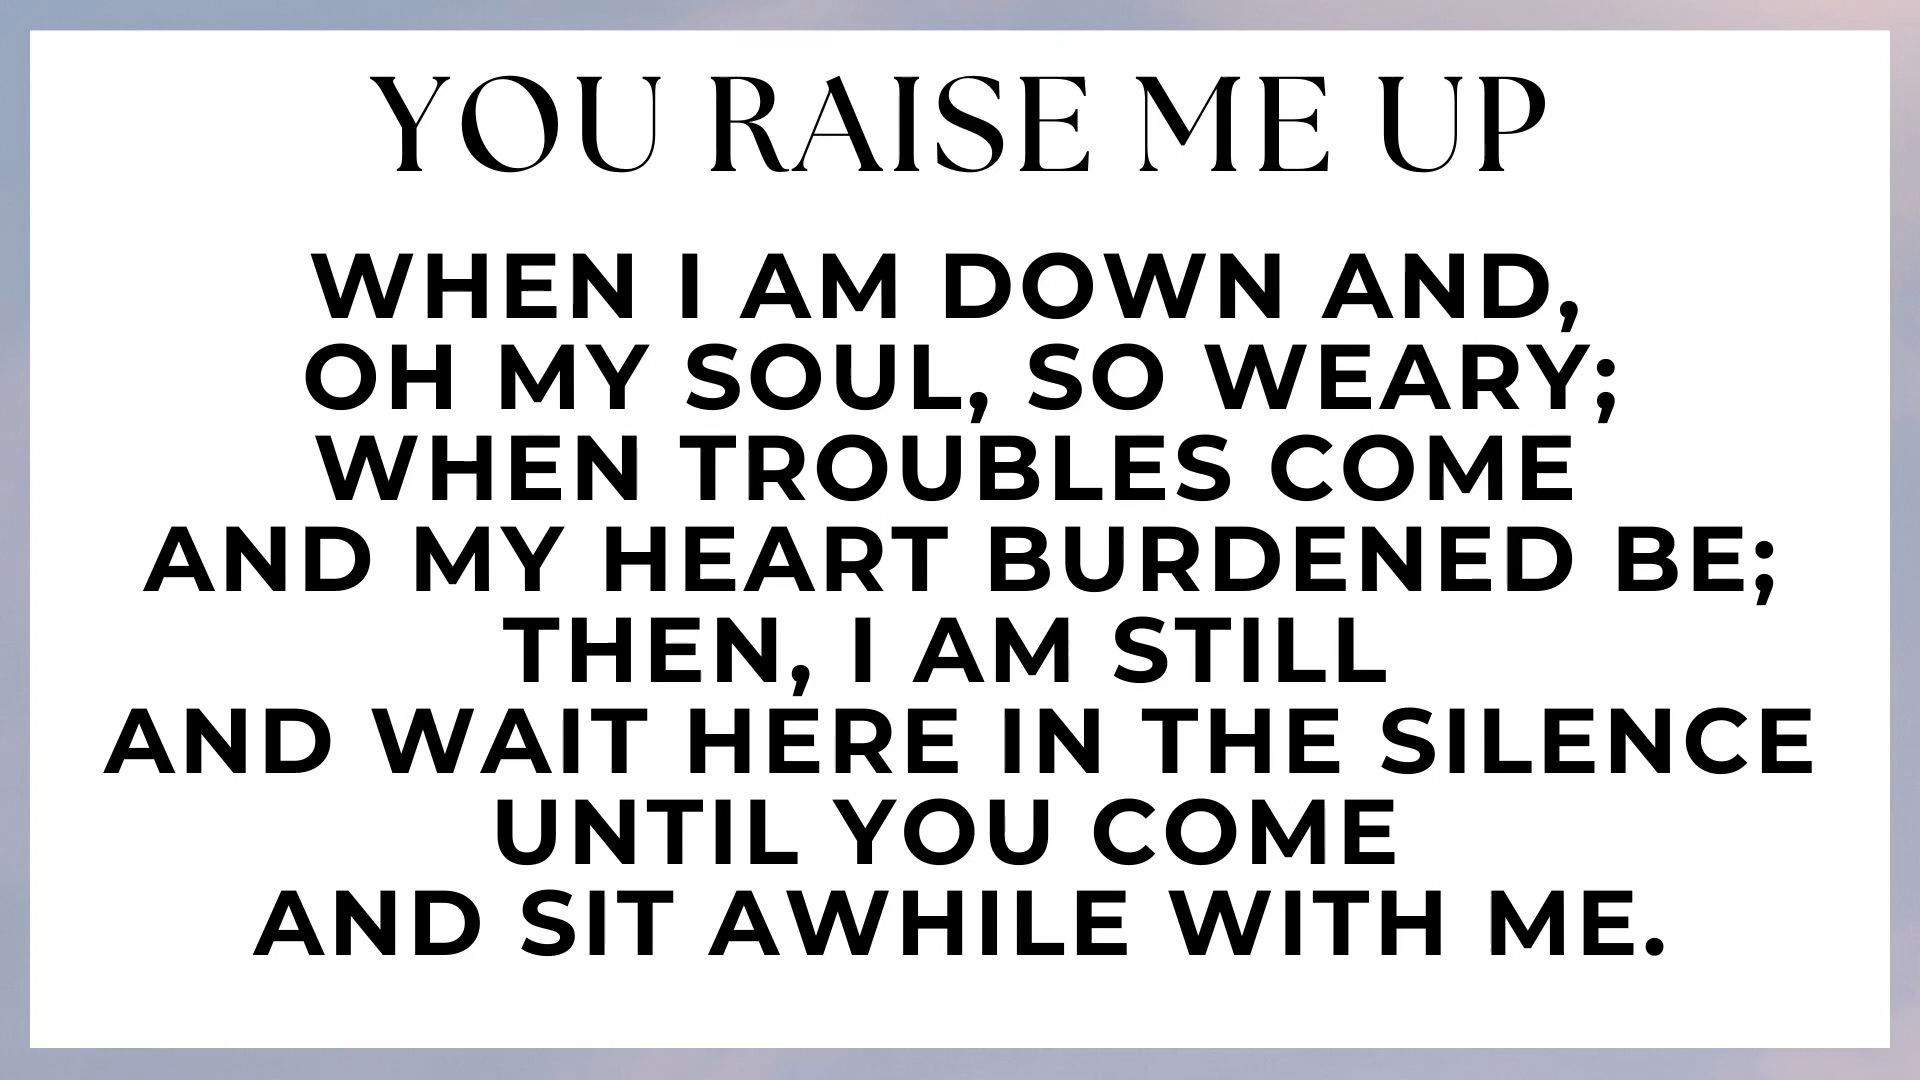 YOU RAISE ME UP
WHEN I AM DOWN AND,
OH MY SOUL, SO WEARY;
WHEN TROUBLES COME
AND MY HEART BURDENED BE;
THEN, I AM STILL
AND WAIT HERE IN THE SILENCE
UNTIL YOU COME
AND SIT AWHILE WITH ME.